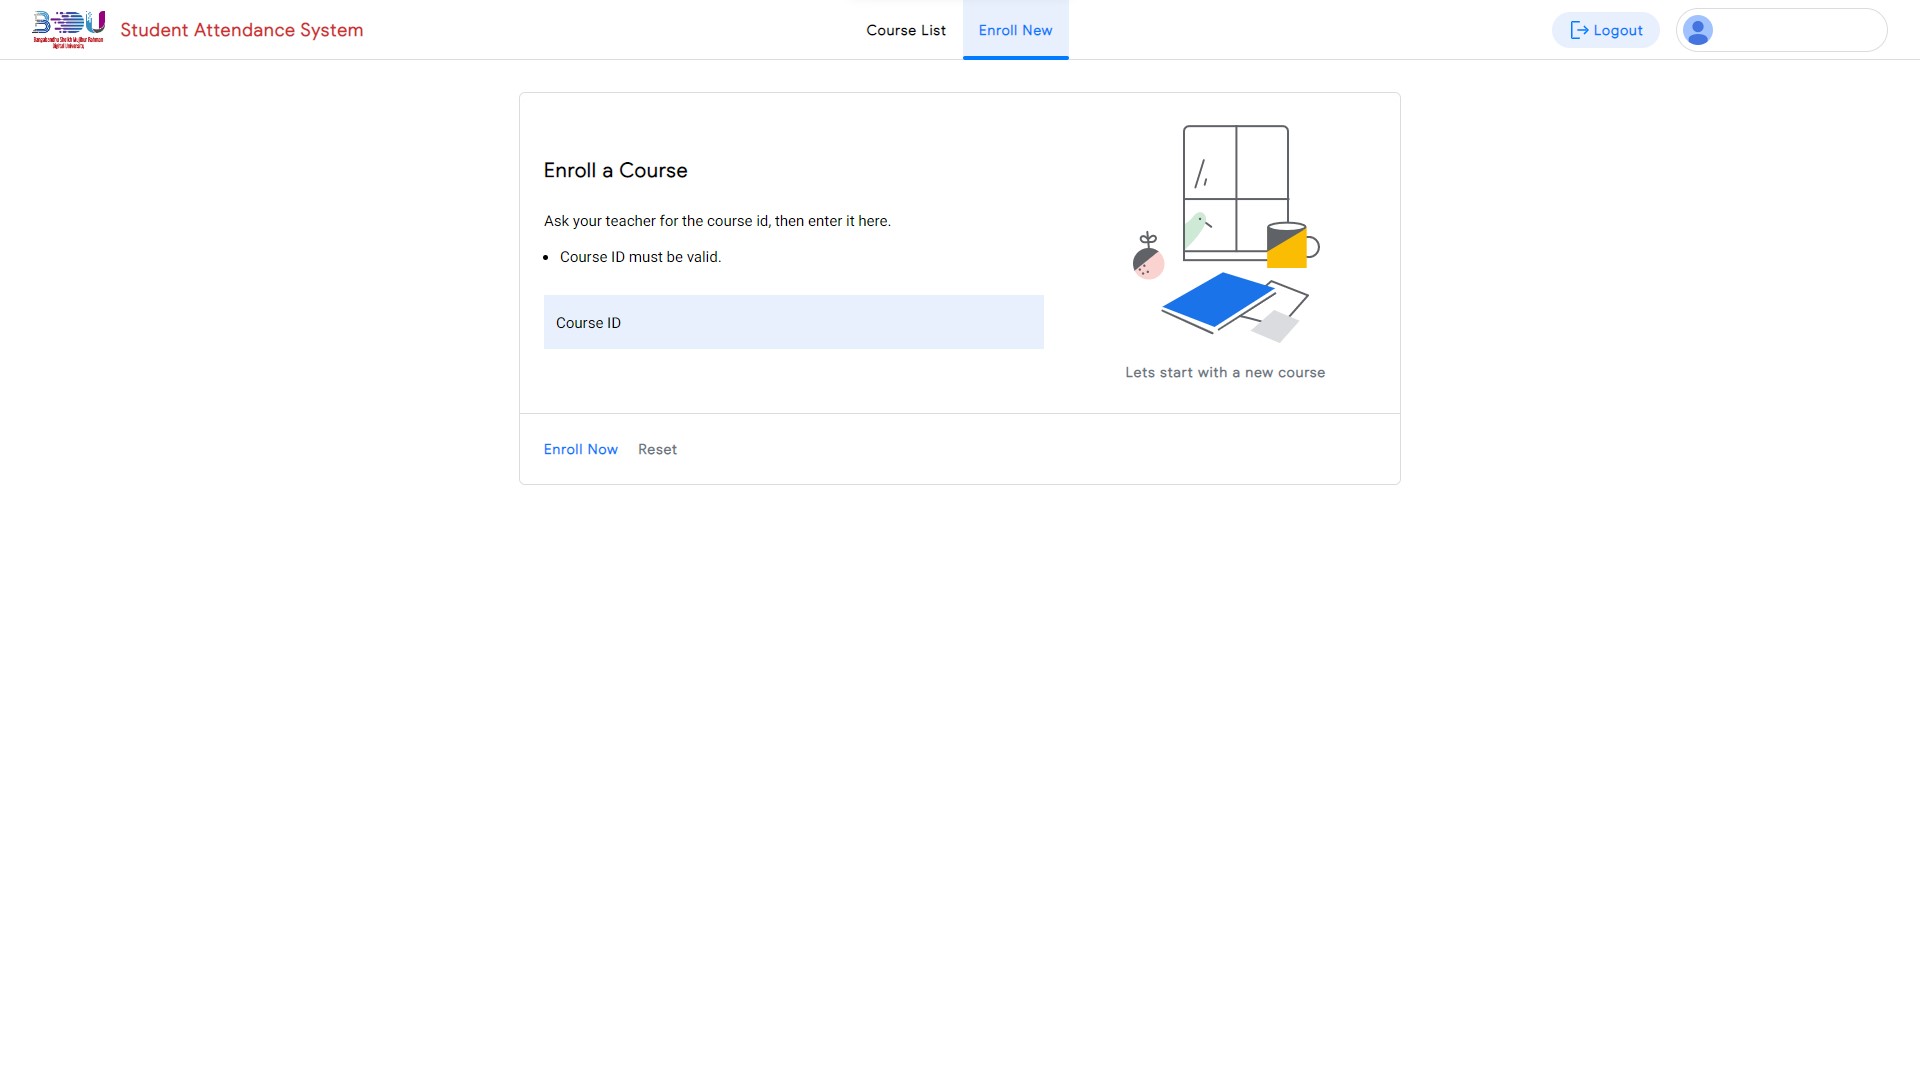 BDU
Bangabandhu Sheikh Mujibur Rahman
Digital University
Student Attendance System
Course List
Enroll New
Logout
Enroll a Course
Ask your teacher for the course id, then enter it here.
• Course ID must be valid.
Course ID
Lets start with a new course
Enroll Now
Reset